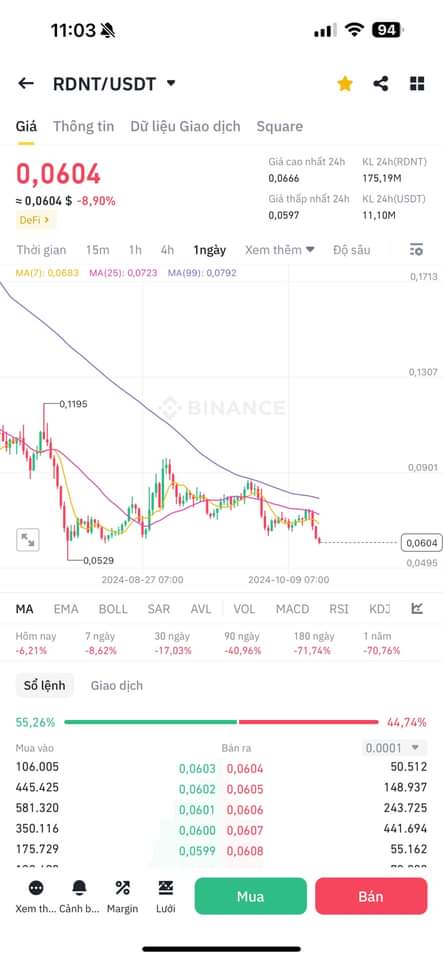 11:03
94
RDNT/USDT
Giá Thông tin Dữ liệu Giao dịch Square
0,0604
≈ 0,0604 $ -8,90%
DeFi
Giá cao nhất 24h KL 24h(RDNT)
0,0666 175,19M
Giá thấp nhất 24h KL 24h(USDT)
0,0597 11,10M
Thời gian 15m 1h 4h 1ngày Xem thêm Độ sâu
MA(7): 0,0683 MA(25): 0,0723 MA(99): 0,0792
0,1713
0,1307
0,1195
BINANCE
0,0901
0,0604
0,0529
0,0495
2024-08-27 07:00 2024-10-09 07:00
MA EMA BOLL SAR AVL VOL MACD RSI KDJ
Hôm nay 7 ngày 30 ngày 90 ngày 180 ngày 1 năm
-6,21% -8,62% -17,03% -40,96% -71,74% -70,76%
Sổ lệnh Giao dịch
55,26% 44,74%
Mua vào Bán ra 0.0001
106.005 0,0603 0,0604 50.512
445.425 0,0602 0,0605 148.937
581.320 0,0601 0,0606 243.725
350.116 0,0600 0,0607 441.694
175.729 0,0599 0,0608 55.162
Xem th... Cảnh b... Margin Lưới
Mua Bán